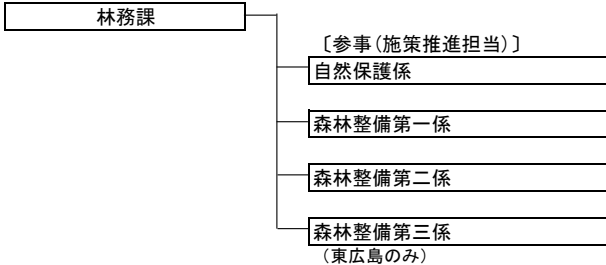 林務課
〔参事(施策推進担当)〕
自然保護係
森林整備第一係
森林整備第二係
森林整備第三係
(東広島のみ)